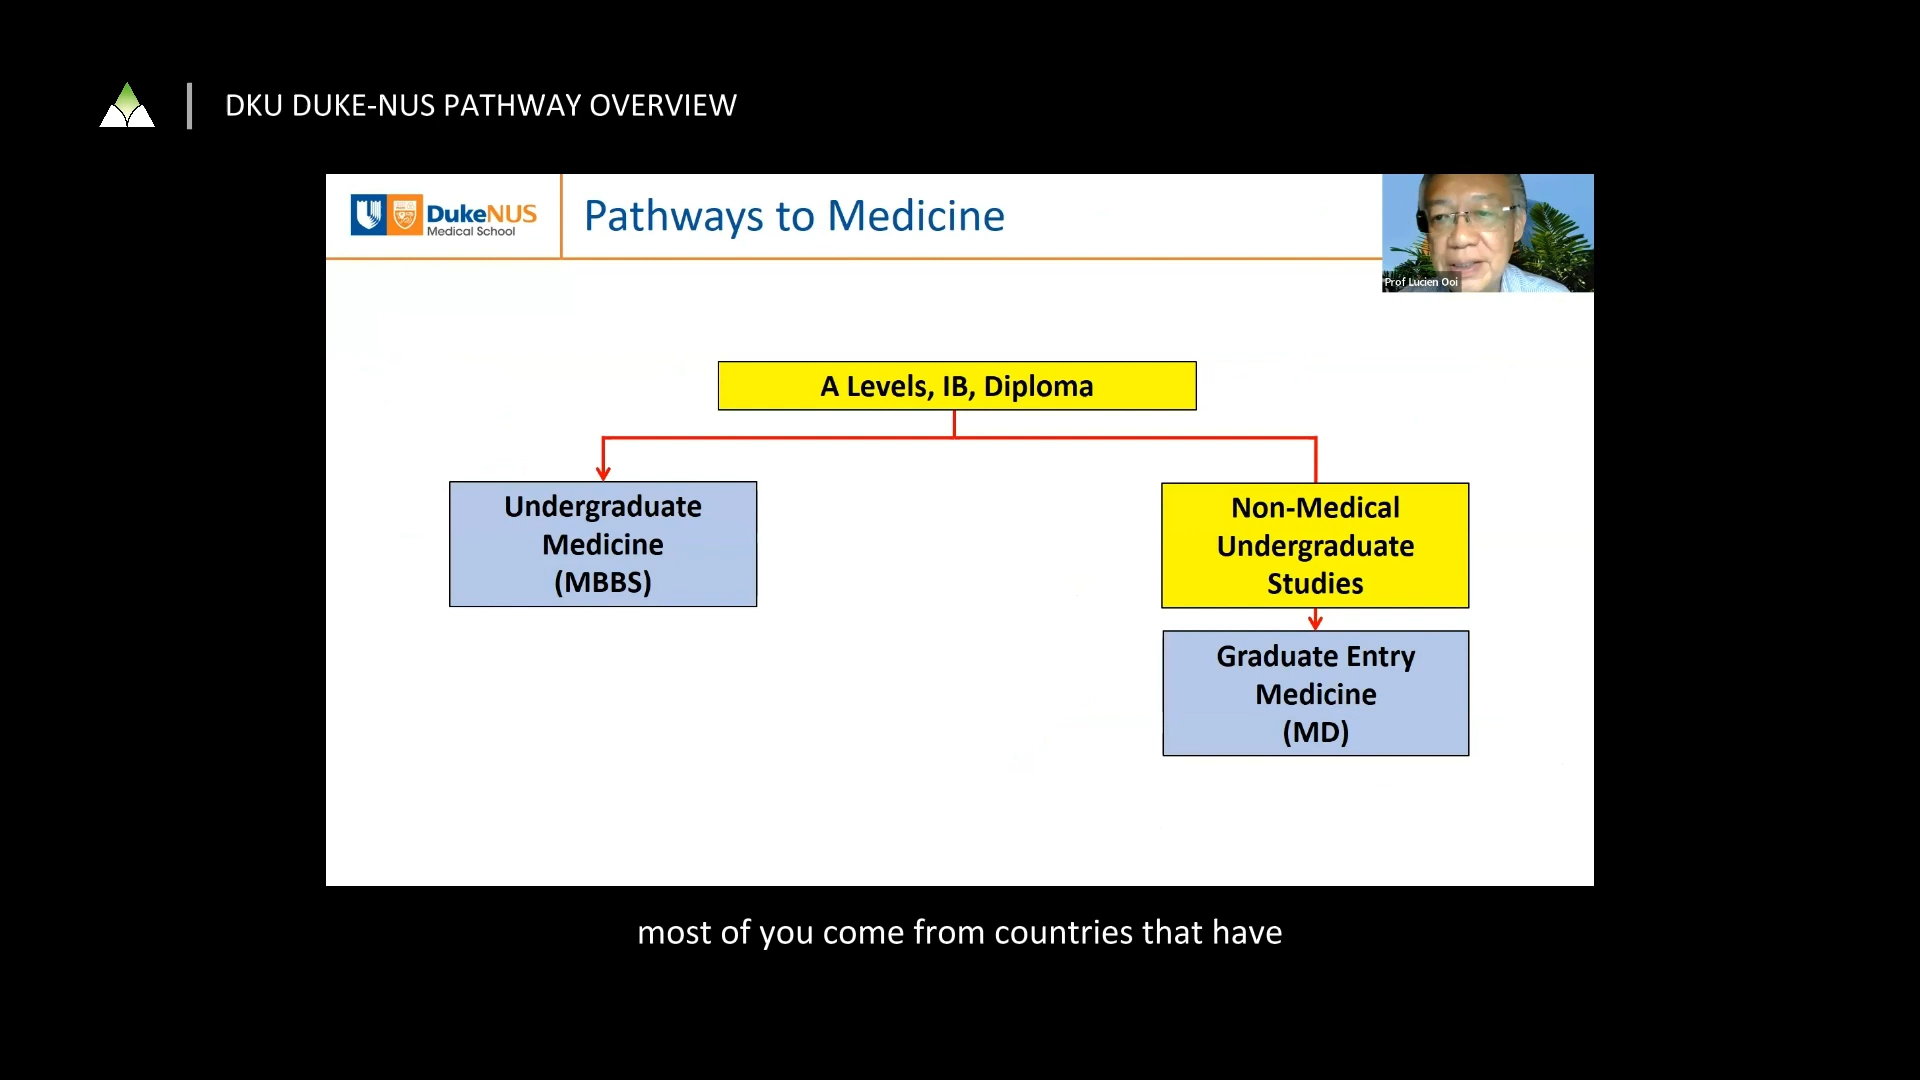 DKU DUKE-NUS PATHWAY OVERVIEW
DukeNUS
Medical School
Pathways to Medicine
Prof Lucien Ooi
A Levels, IB, Diploma
Undergraduate
Medicine
(MBBS)
Non-Medical
Undergraduate
Studies
Graduate Entry
Medicine
(MD)
most of you come from countries that have